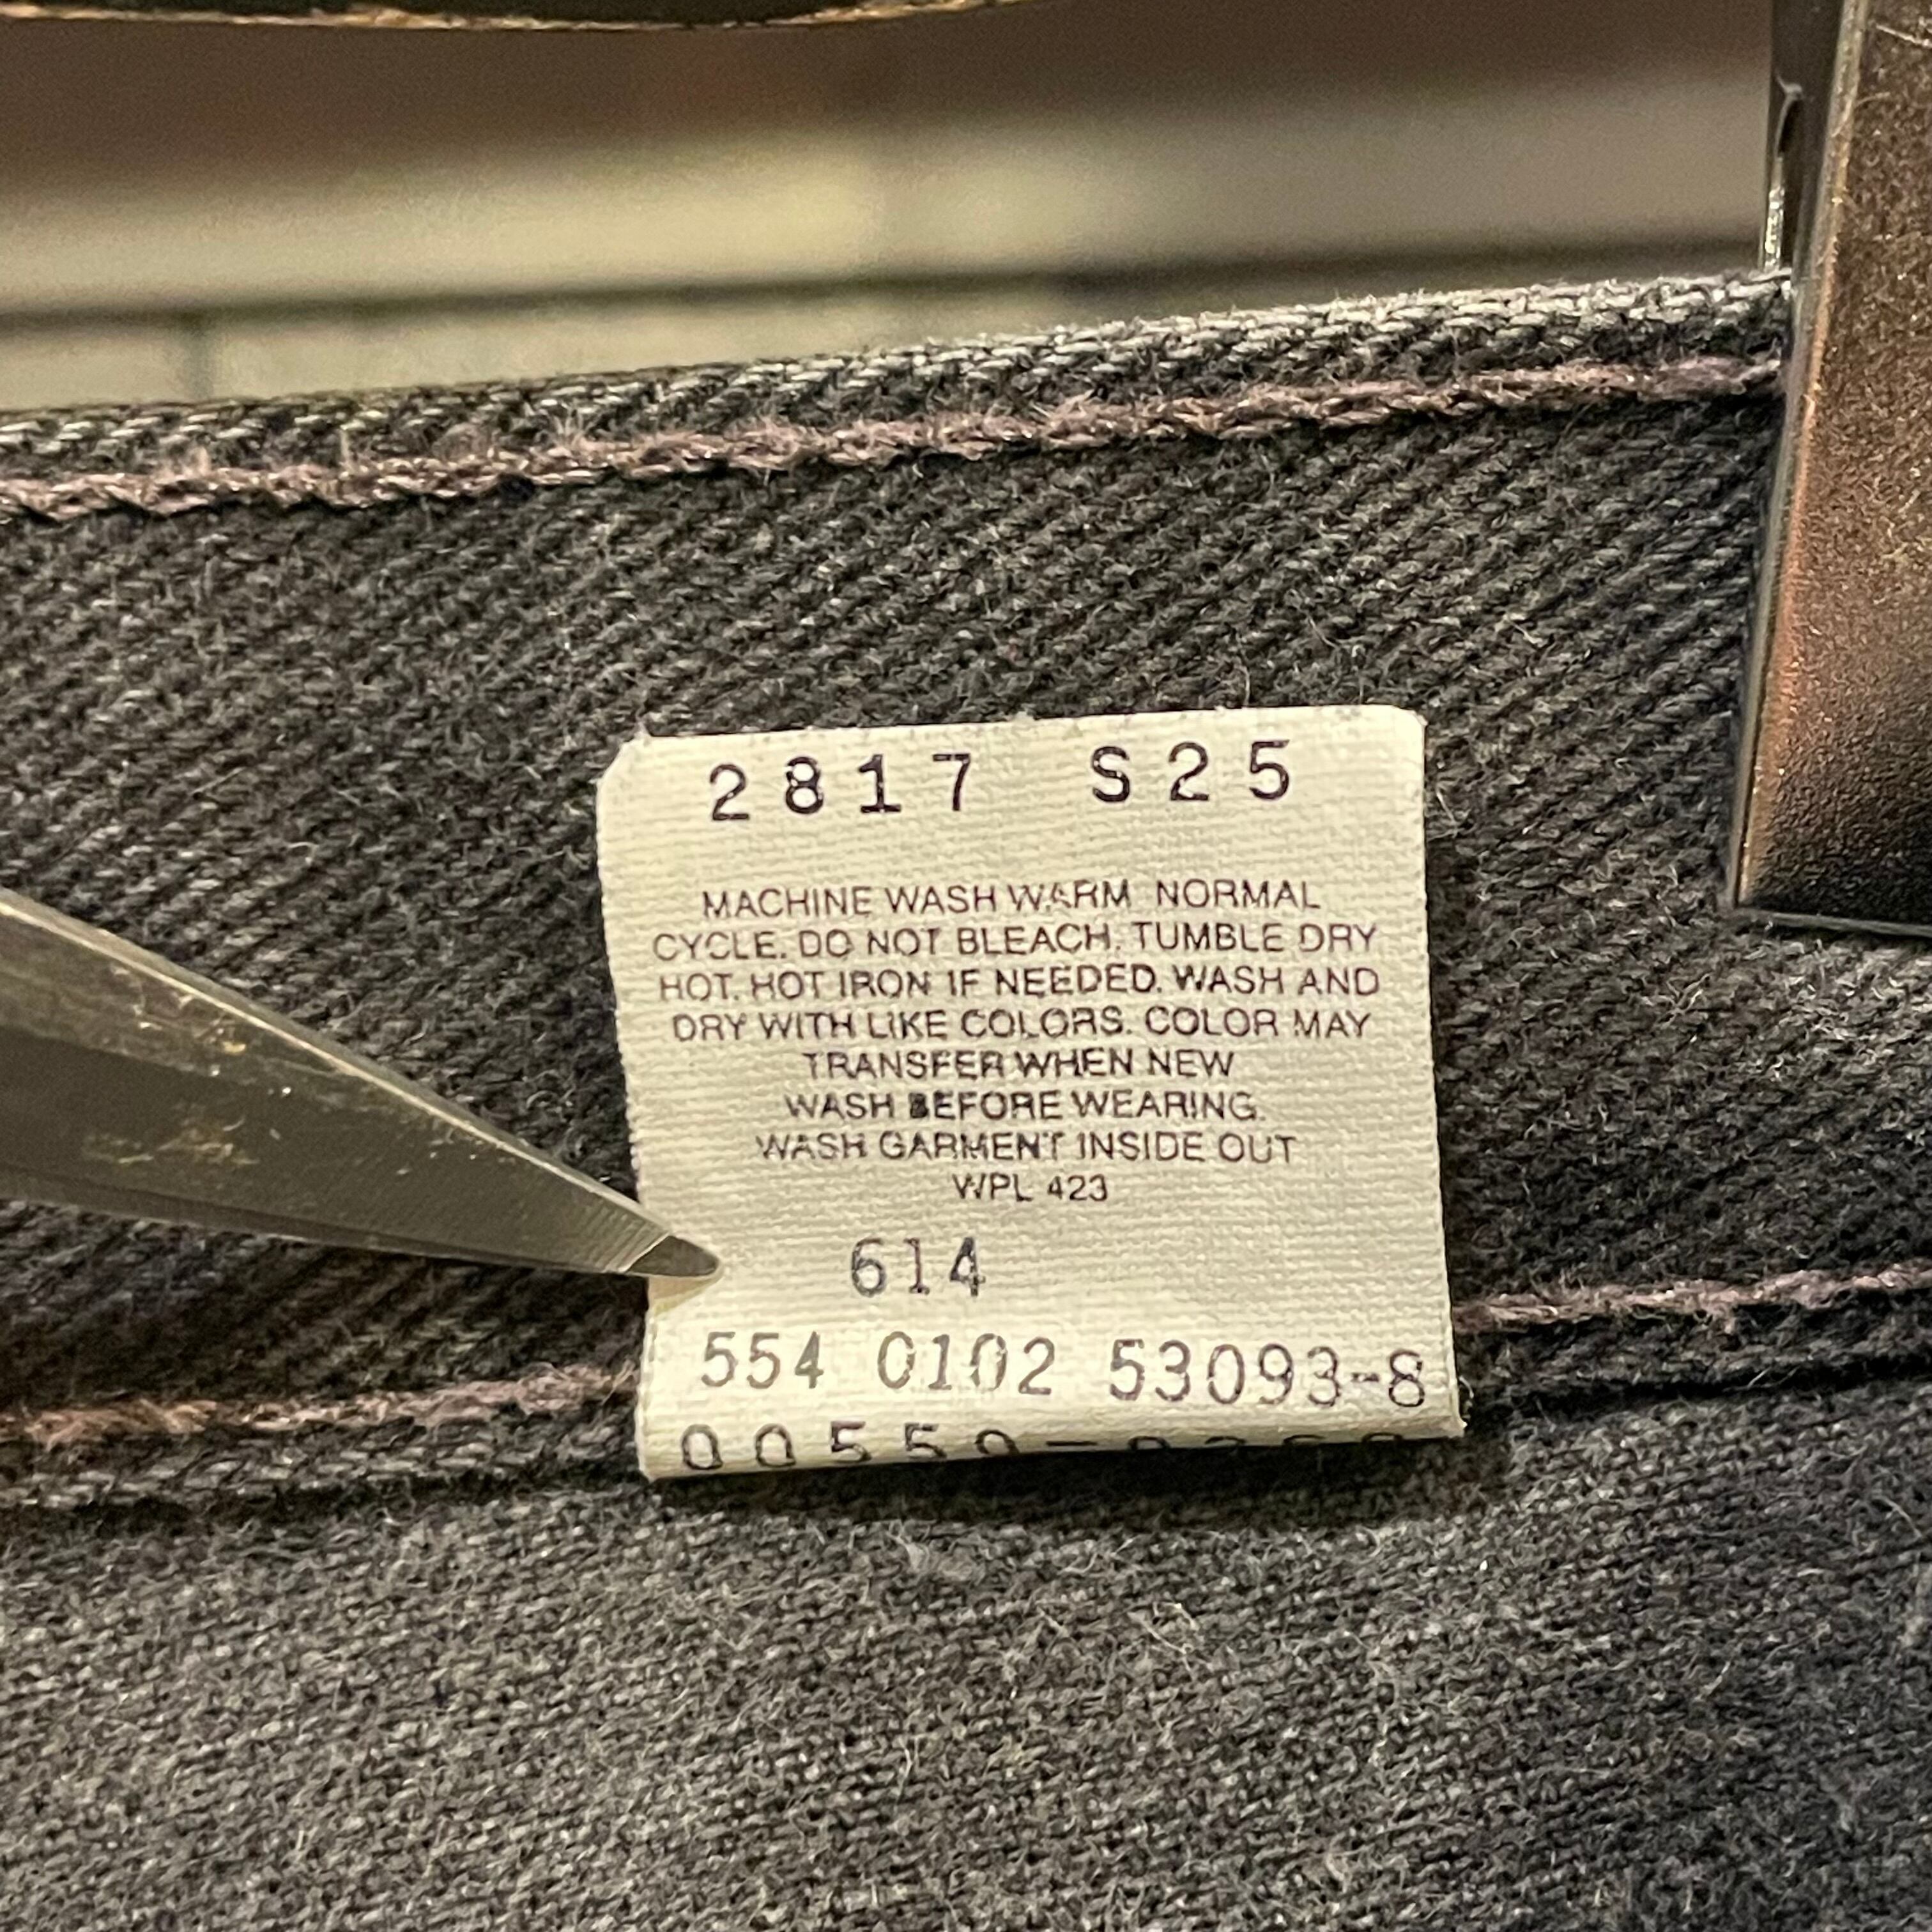 2817 S25
MACHINE WASH WARM NORMAL
CYCLE. DO NOT BLEACH. TUMBLE DRY
HOT. HOT IRON IF NEEDED. WASH AND
DRY WITH LIKE COLORS. COLOR MAY
TRANSFER WHEN NEW
WASH BEFORE WEARING.
WASH GARMENT INSIDE OUT
WPL 423
614
554 0102 53093-8